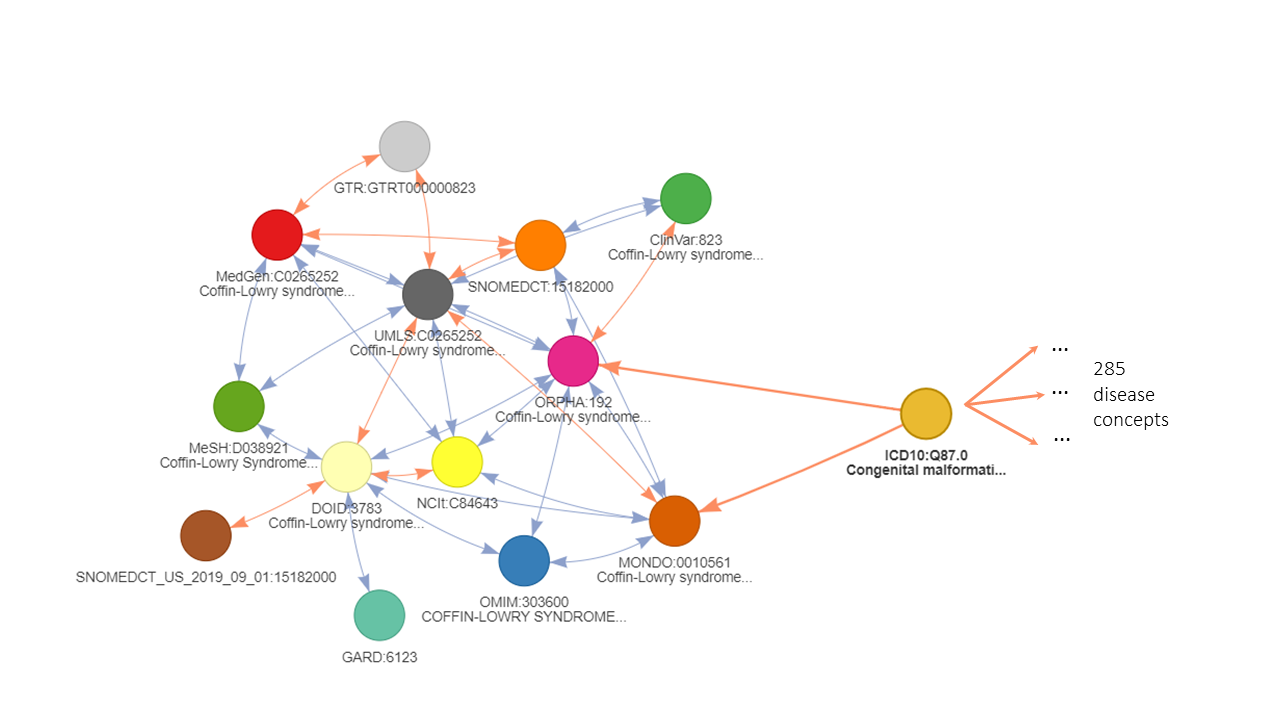 GTR:GTRT000000823
ClinVar:823
Coffin-Lowry syndrome...
MedGen:C0265252
Coffin-Lowry syndrome...
SNOMEDCT:15182000
UMLS:C0265252
Coffin-Lowry syndrome...
...
...
...
285
disease
concepts
ORPHA:192
Coffin-Lowry syndrome...
MeSH:D038921
Coffin-Lowry Syndrome...
ICD10:Q87.0
Congenital malformati...
DOID:3783
Coffin-Lowry syndrome...
NCIt:C84643
SNOMEDCT_US_2019_09_01:15182000
MONDO:0010561
Coffin-Lowry syndrome...
OMIM:303600
COFFIN-LOWRY SYNDROME...
GARD:6123